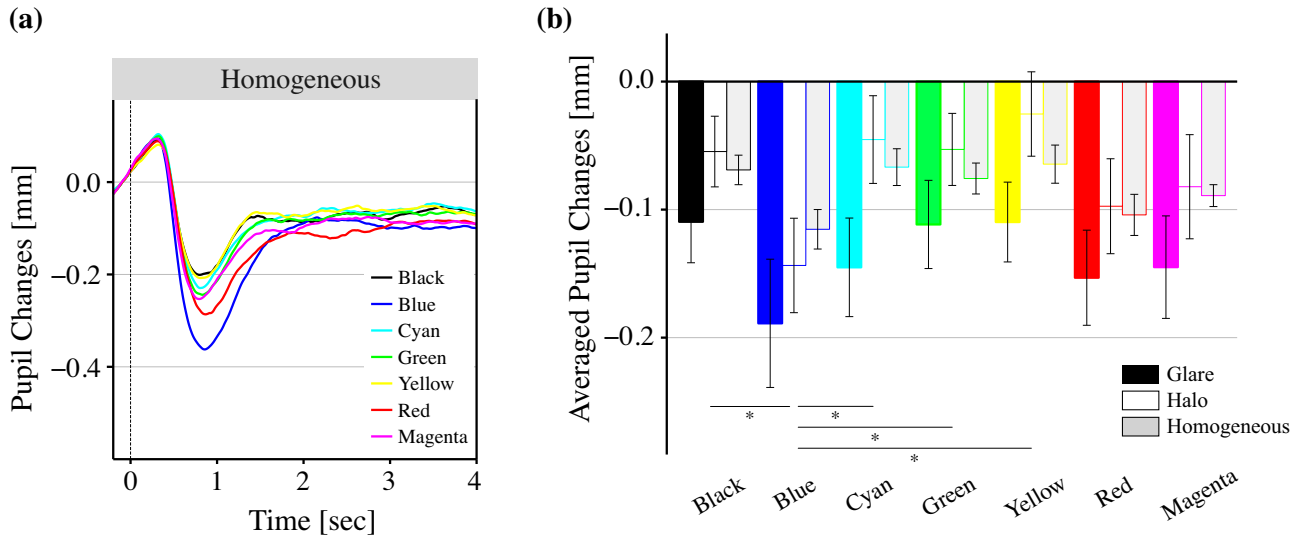 (a)
Homogeneous
Pupil Changes [mm]
0.0
−0.2
−0.4
Black
Blue
Cyan
Green
Yellow
Red
Magenta
0 1 2 3 4
Time [sec]
(b)
Averaged Pupil Changes [mm]
0.0
−0.1
−0.2
Glare
Halo
Homogeneous
* *
*
*
Black Blue Cyan Green Yellow Red Magenta